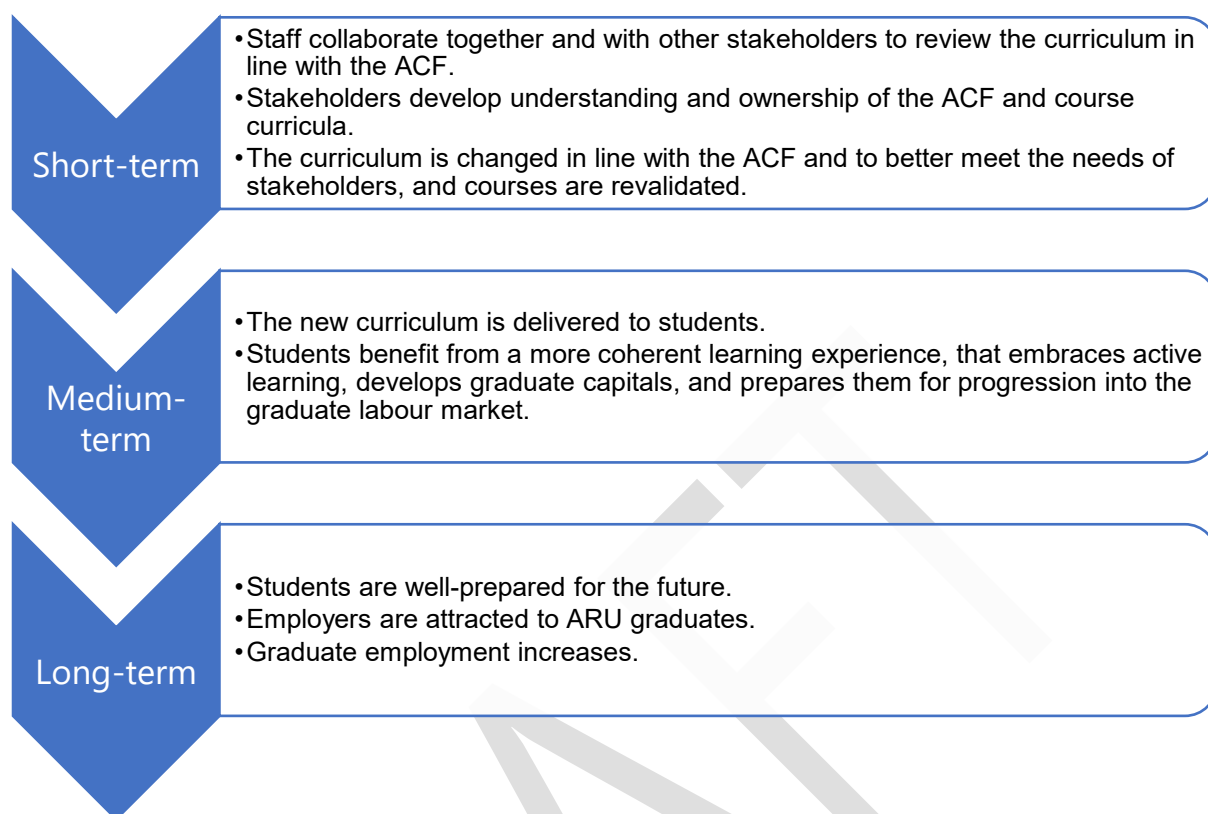 Short-term
•Staff collaborate together and with other stakeholders to review the curriculum in
line with the ACF.
•Stakeholders develop understanding and ownership of the ACF and course
curricula.
•The curriculum is changed in line with the ACF and to better meet the needs of
stakeholders, and courses are revalidated.
Medium-
term
•The new curriculum is delivered to students.
•Students benefit from a more coherent learning experience, that embraces active
learning, develops graduate capitals, and prepares them for progression into the
graduate labour market.
Long-term
•Students are well-prepared for the future.
•Employers are attracted to ARU graduates.
•Graduate employment increases.